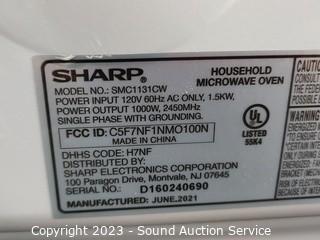 SHARP
HOUSEHOLD
MICROWAVE OVEN
MODEL NO.: SMC1131CW
POWER INPUT 120V 60Hz AC ONLY, 1.5KW,
POWER OUTPUT 1000W, 2450MHz
SINGLE PHASE WITH GROUNDING.
UL
LISTED
55K4
FCC ID: C5F7NF1NMO100N
MADE IN CHINA
DHHS CODE: H7NF
DISTRIBUTED BY:
SHARP ELECTRONICS CORPORATION
100 Paragon Drive, Montvale, NJ 07645
SERIAL NO. D160240690
MANUFACTURED: JUNE,2021
Copyright - 2023 - Sound Auction Service